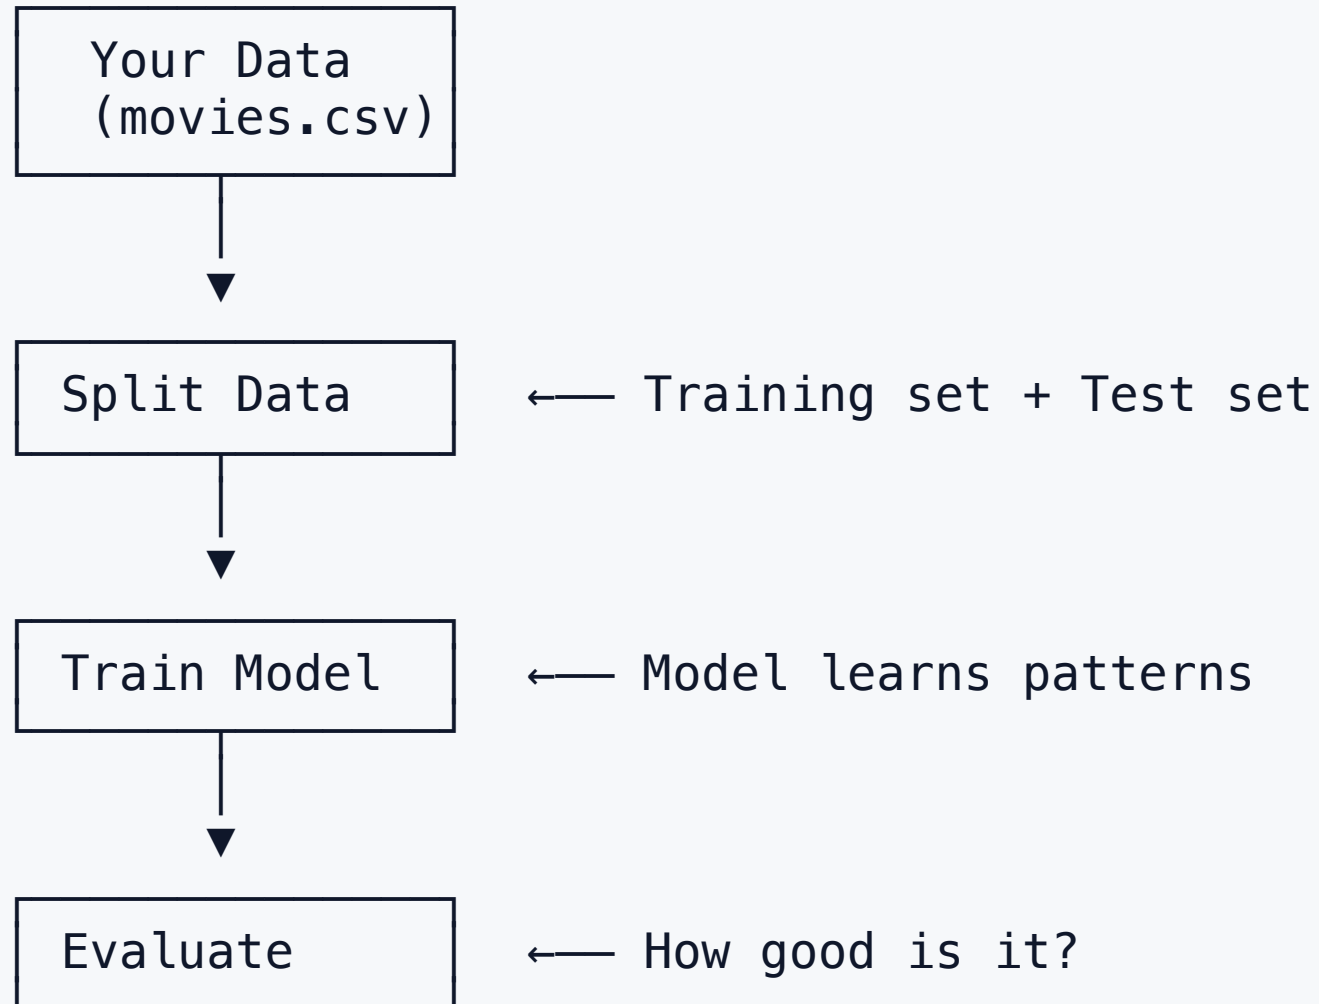 Your Data
(movies.csv)
Split Data ←── Training set + Test set
Train Model ←── Model learns patterns
Evaluate ←── How good is it?